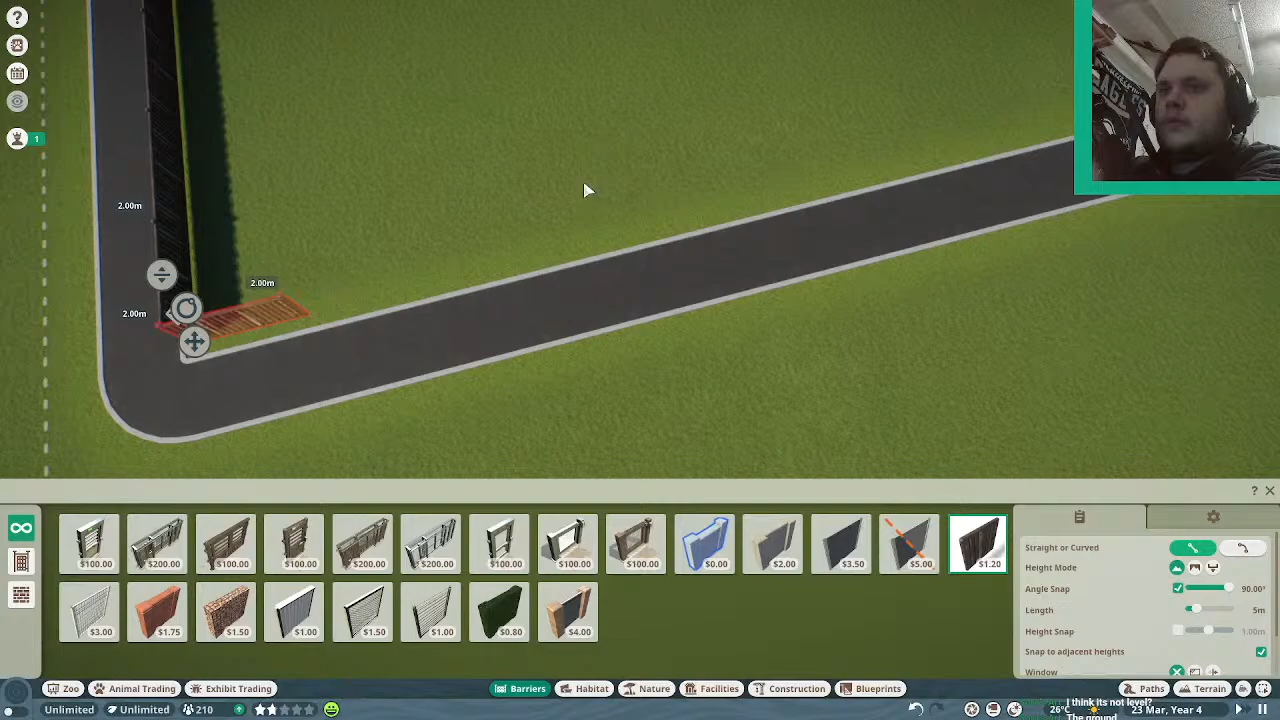 1
EAGLES
2.00m
2.00m
2.00m
?
$100.00
$200.00
$100.00
$100.00
$200.00
$200.00
$100.00
$100.00
$100.00
$0.00
$2.00
$3.50
$5.00
$1.20
$3.00
$1.75
$1.50
$1.00
$1.50
$1.00
$0.80
$4.00
Straight or Curved
Height Mode
Angle Snap 90.00°
Length 5m
Height Snap 1.00m
Snap to adjacent heights
Window
Zoo Animal Trading Exhibit Trading Barriers Habitat Nature Facilities Construction Blueprints Paths Terrain
I think its not level?
Unlimited Unlimited 210 26°C 23 Mar, Year 4
The ground